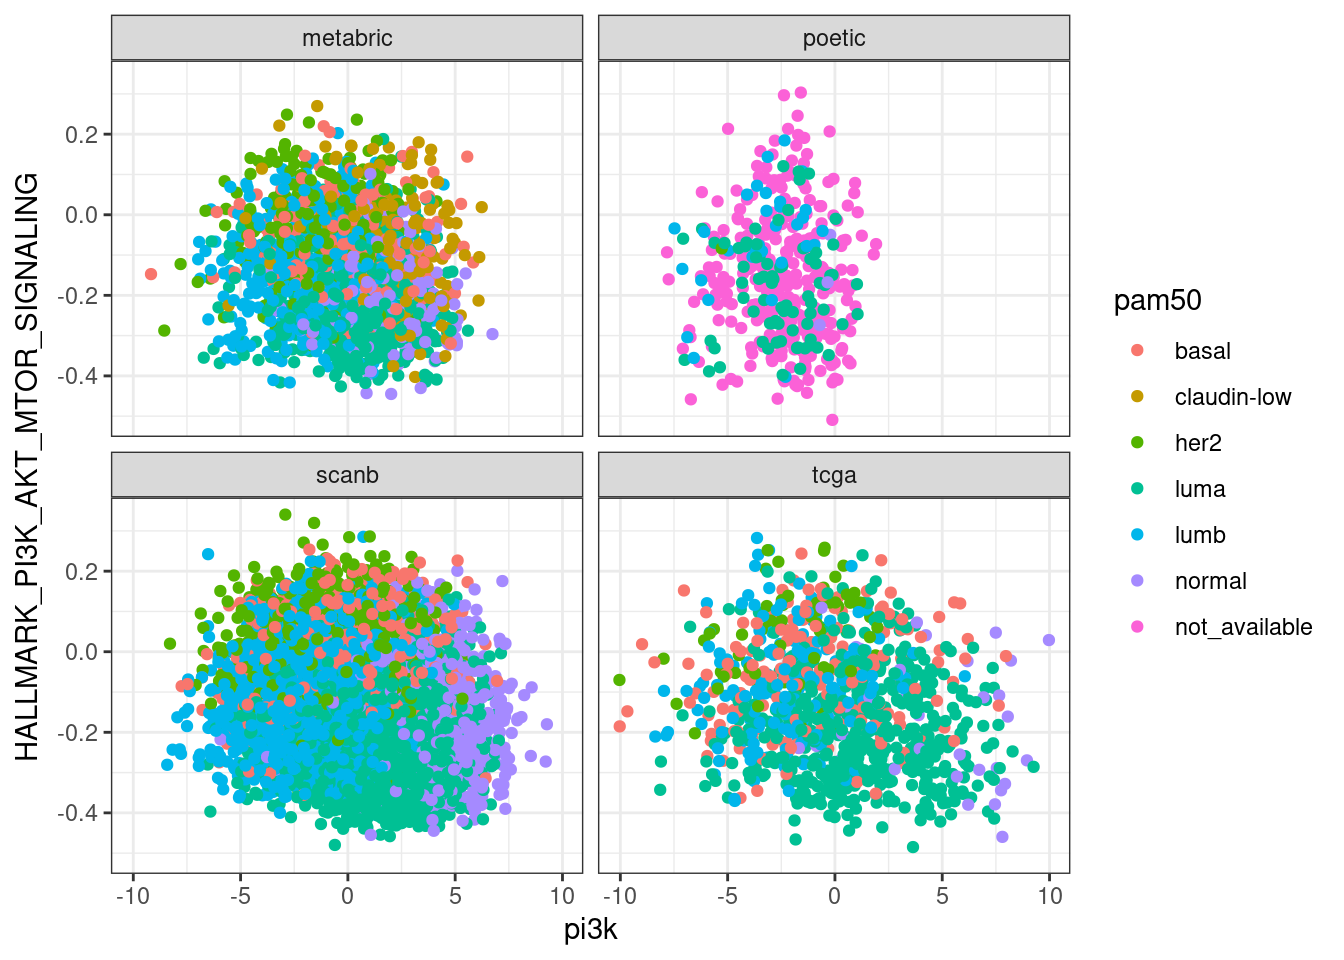 metabric
poetic
0.2
0.0
-0.2
-0.4
scanb
tcga
0.2
0.0
-0.2
-0.4
-10
-5
0
5
10
-10
-5
0
5
10
pi3k
HALLMARK_PI3K_AKT_MTOR_SIGNALING
pam50
basal
claudin-low
her2
luma
lumb
normal
not_available